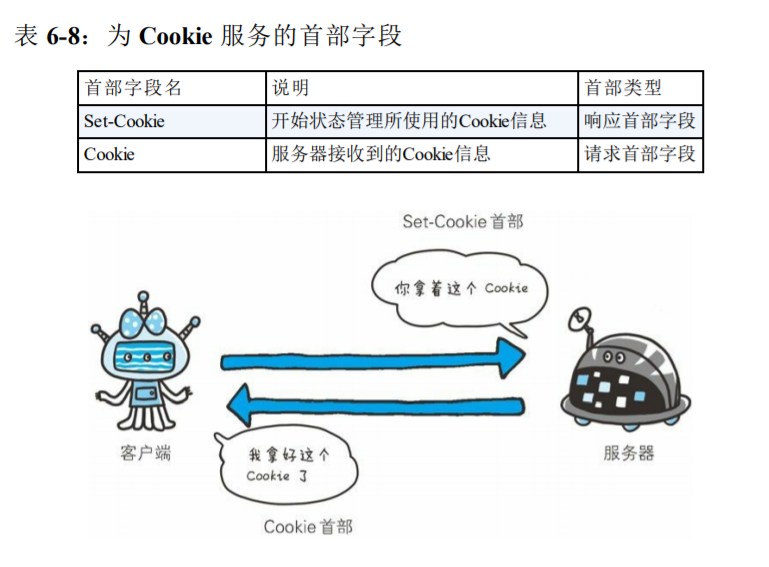 表 6-8：为 Cookie 服务的首部字段
首部字段名 说明 首部类型
Set-Cookie 开始状态管理所使用的Cookie信息 响应首部字段
Cookie 服务器接收到的Cookie信息 请求首部字段
Set-Cookie 首部
你拿着这个 Cookie
客户端
服务器
我拿好这个
Cookie 了
Cookie 首部